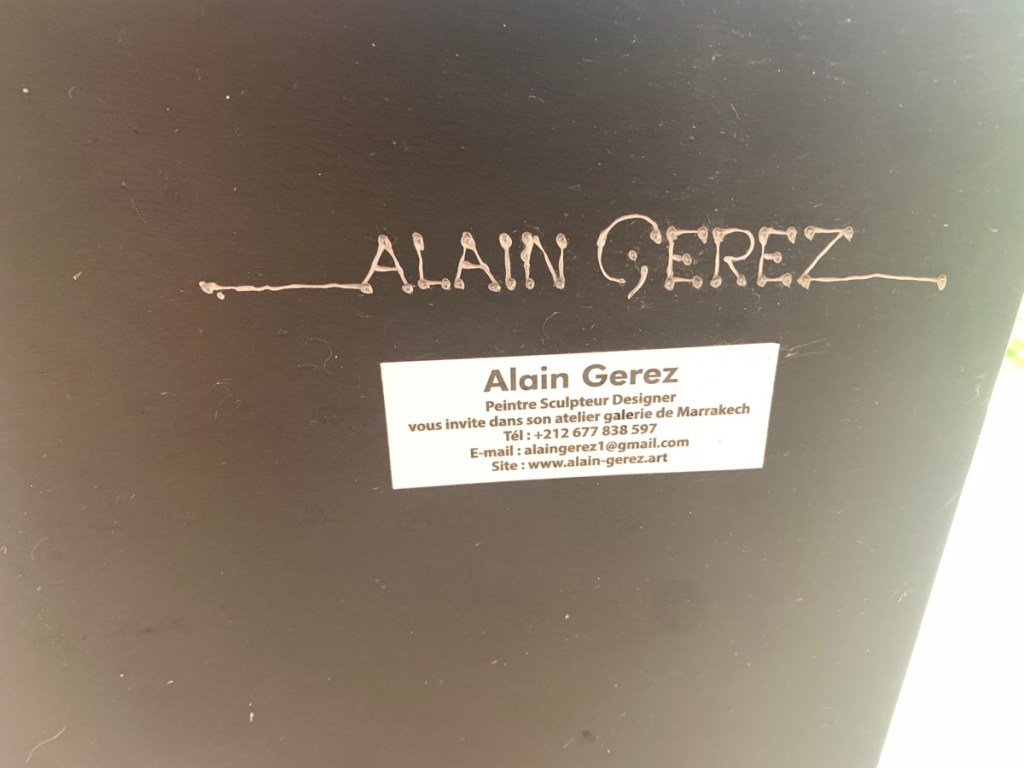 ALAIN GEREZ
Alain Gerez
Peintre Sculpteur Designer
vous invite dans son atelier galerie de Marrakech
Tél : +212 677 838 597
E-mail : alaingerez1@gmail.com
Site : www.alain-gerez.art